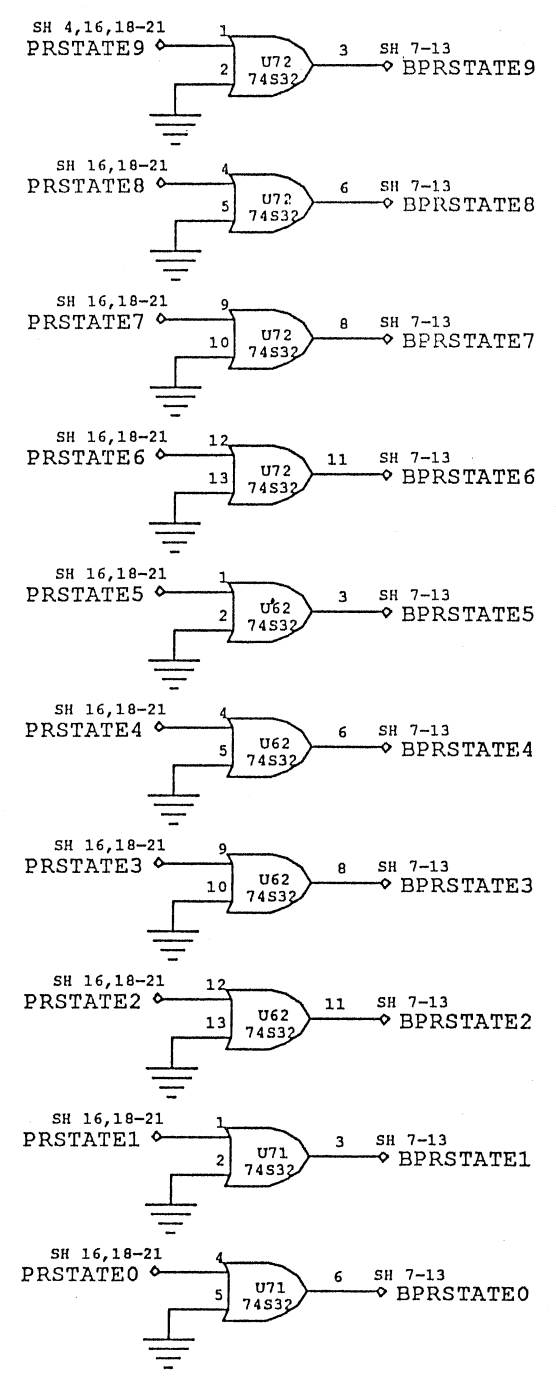 SH 4,16,18-21
PRSTATE9
1
2
U72
74S32
3
SH 7-13
BPRSTATE9
SH 16,18-21
PRSTATE8
4
5
U72
74S32
6
SH 7-13
BPRSTATE8
SH 16,18-21
PRSTATE7
9
10
U72
74S32
8
SH 7-13
BPRSTATE7
SH 16,18-21
PRSTATE6
12
13
U72
74S32
11
SH 7-13
BPRSTATE6
SH 16,18-21
PRSTATE5
1
2
U62
74S32
3
SH 7-13
BPRSTATE5
SH 16,18-21
PRSTATE4
4
5
U62
74S32
6
SH 7-13
BPRSTATE4
SH 16,18-21
PRSTATE3
9
10
U62
74S32
8
SH 7-13
BPRSTATE3
SH 16,18-21
PRSTATE2
12
13
U62
74S32
11
SH 7-13
BPRSTATE2
SH 16,18-21
PRSTATE1
1
2
U71
74S32
3
SH 7-13
BPRSTATE1
SH 16,18-21
PRSTATE0
4
5
U71
74S32
6
SH 7-13
BPRSTATE0